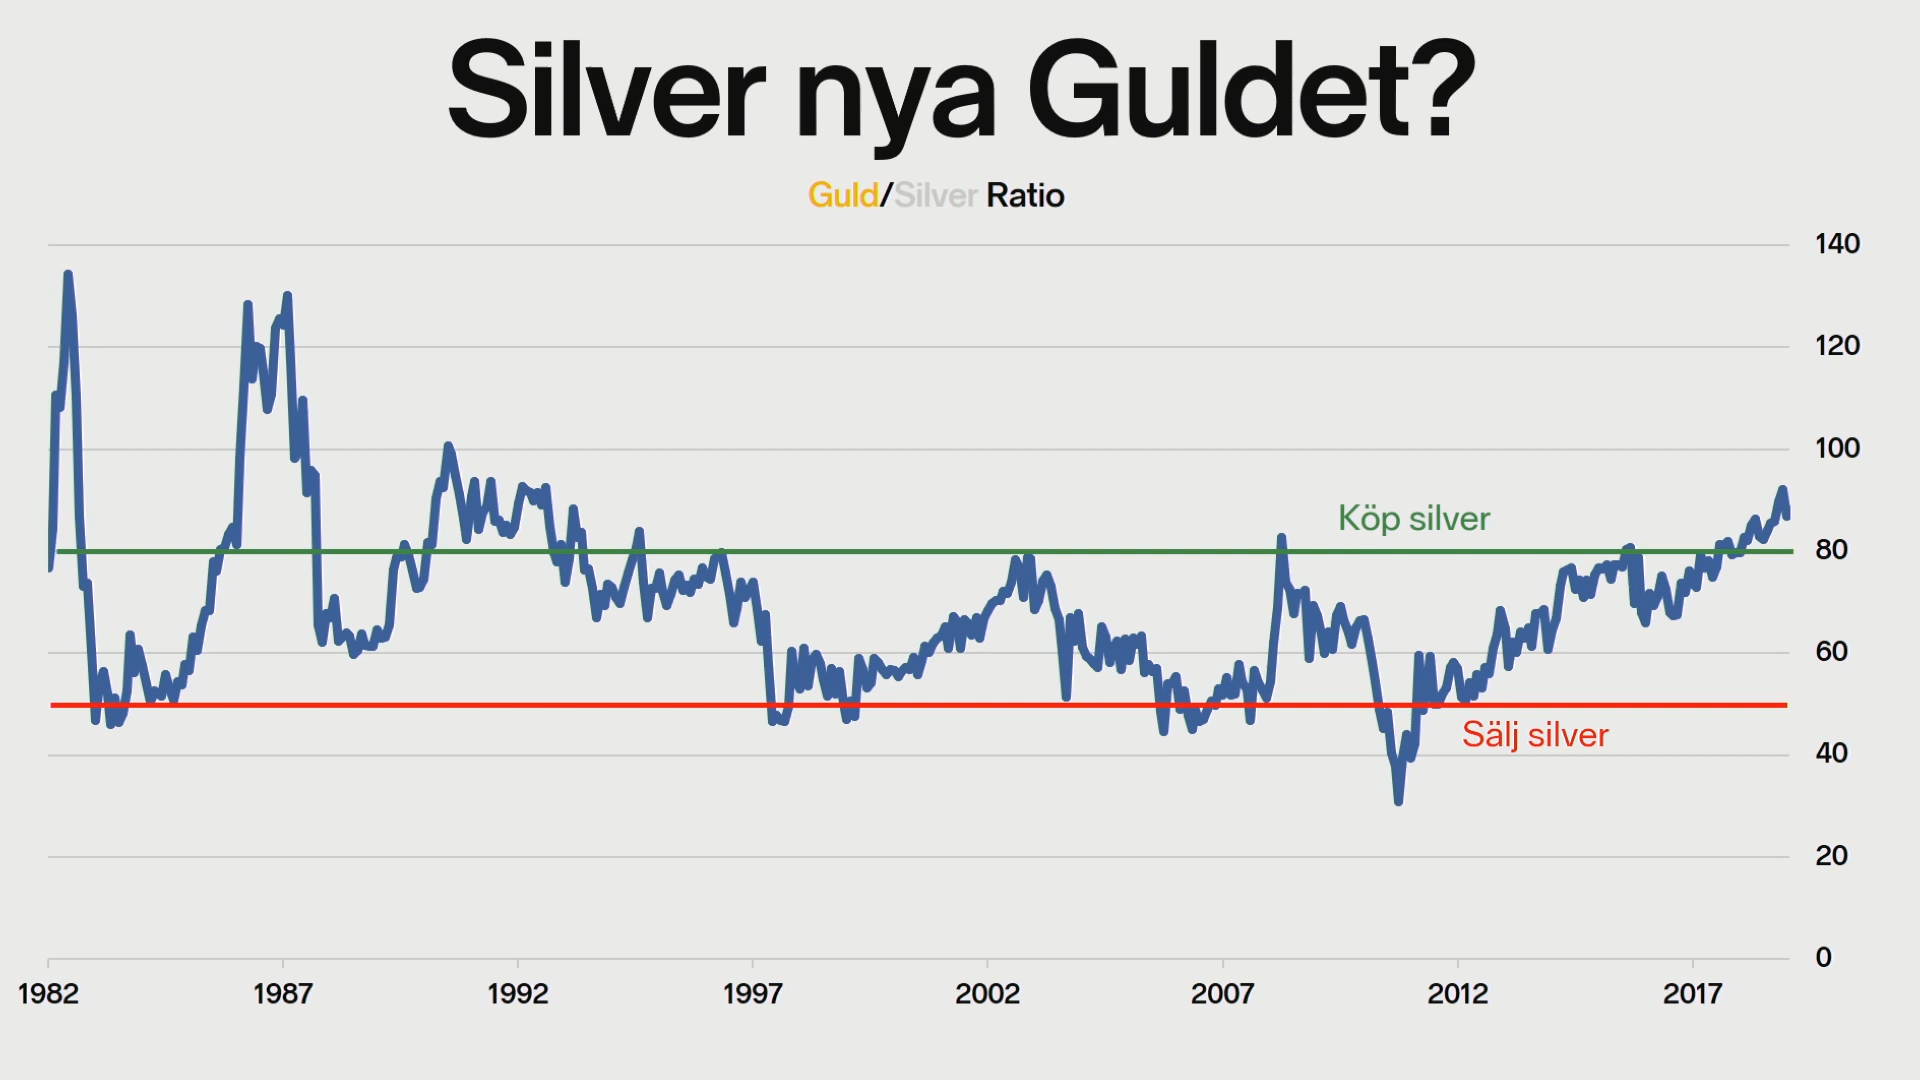 Silver nya Guldet?
Guld/Silver Ratio
140
120
100
Köp silver
80
60
Sälj silver
40
20
0
1982 1987 1992 1997 2002 2007 2012 2017